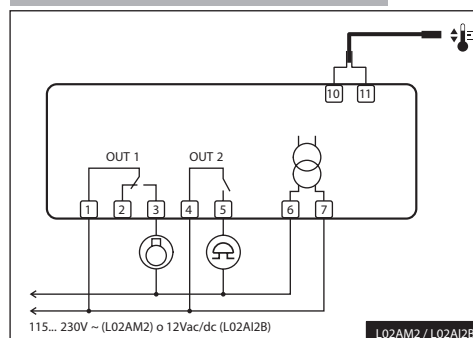 10 11
OUT 1 OUT 2
1 2 3 4 5 6 7
115... 230V ~ (L02AM2) o 12Vac/dc (L02AI2B)
L02AM2 / L02AI2B